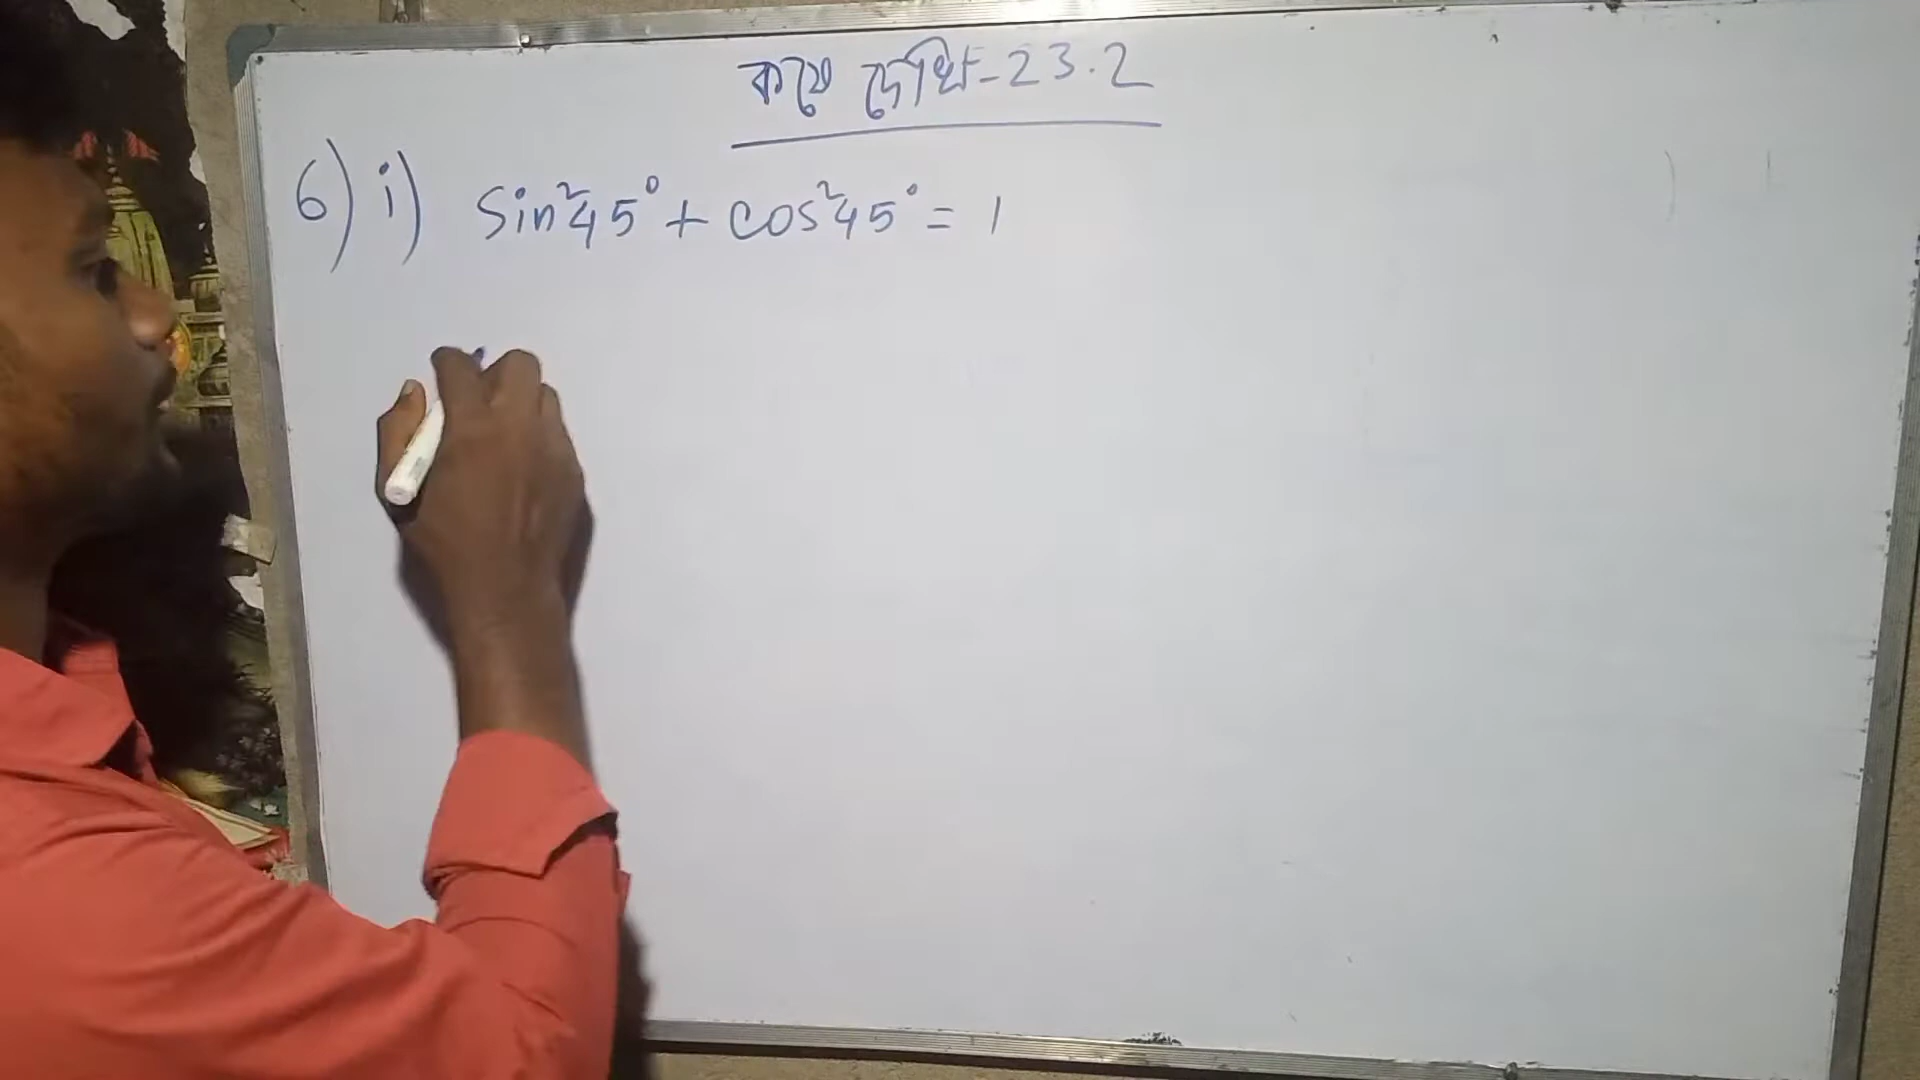 কষে দেখি-23.2
6) i) Sin²45° + cos²45° = 1